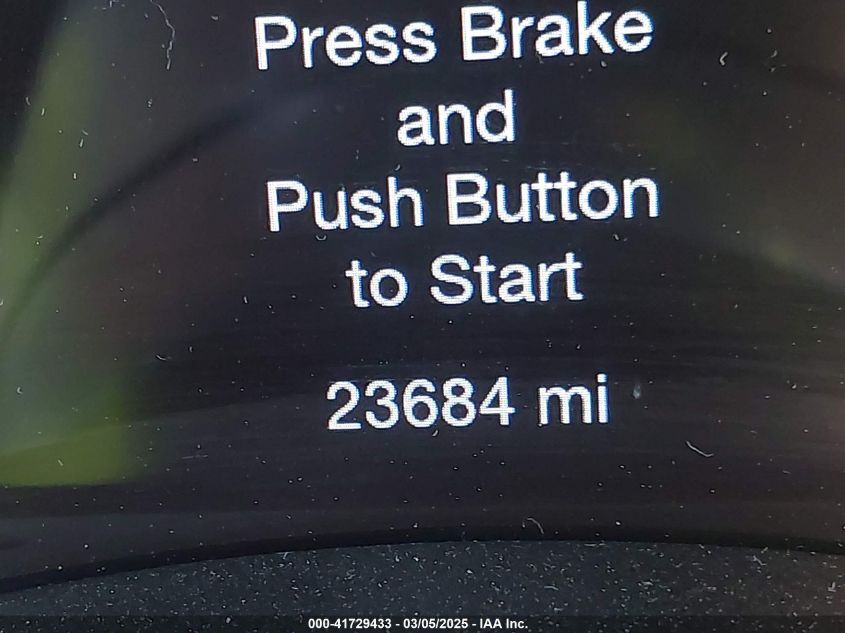 Press Brake
and
Push Button
to Start
23684 mi
000-41729433 - 03/05/2025 - IAA Inc.